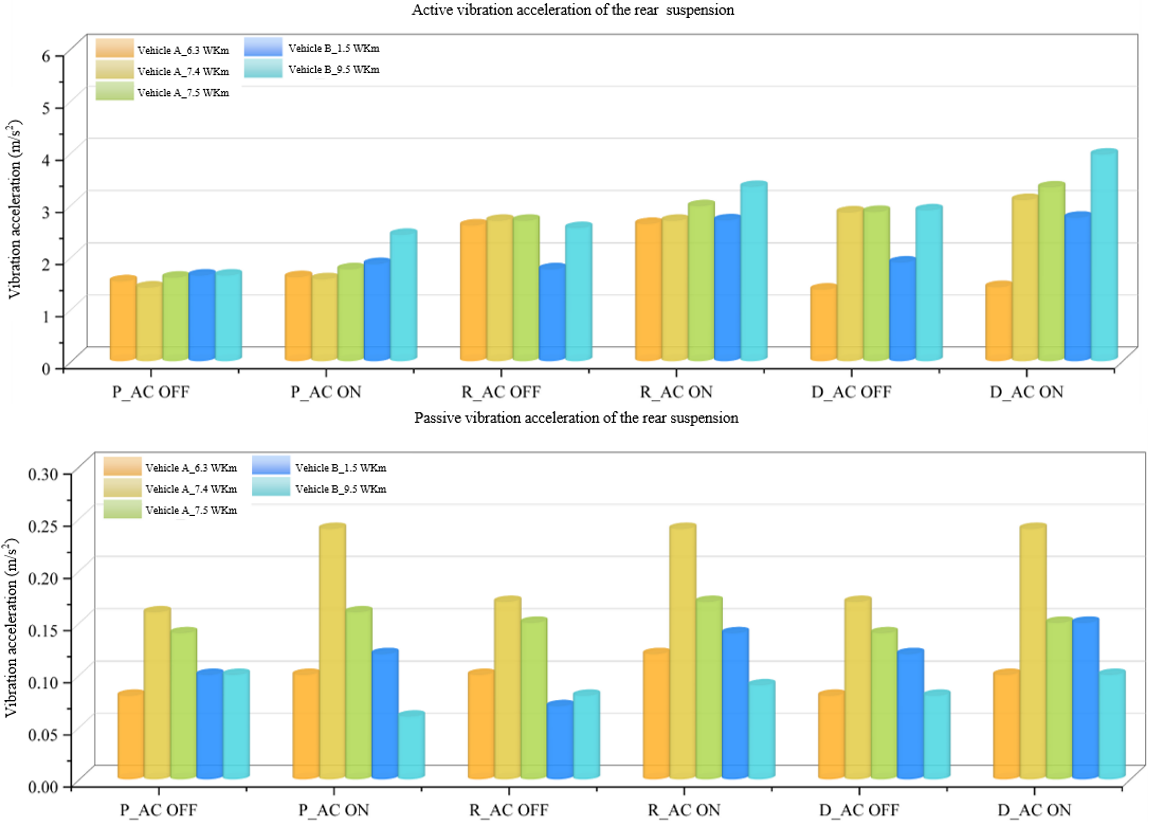 Active vibration acceleration of the rear suspension
Vehicle A_6.3 WKm
Vehicle B_1.5 WKm
Vehicle A_7.4 WKm
Vehicle B_9.5 WKm
Vehicle A_7.5 WKm
Vibration acceleration (m/s²)
6
5
4
3
2
1
0
P_AC OFF
P_AC ON
R_AC OFF
R_AC ON
D_AC OFF
D_AC ON
Passive vibration acceleration of the rear suspension
Vehicle A_6.3 WKm
Vehicle B_1.5 WKm
Vehicle A_7.4 WKm
Vehicle B_9.5 WKm
Vehicle A_7.5 WKm
Vibration acceleration (m/s²)
0.30
0.25
0.20
0.15
0.10
0.05
0.00
P_AC OFF
P_AC ON
R_AC OFF
R_AC ON
D_AC OFF
D_AC ON